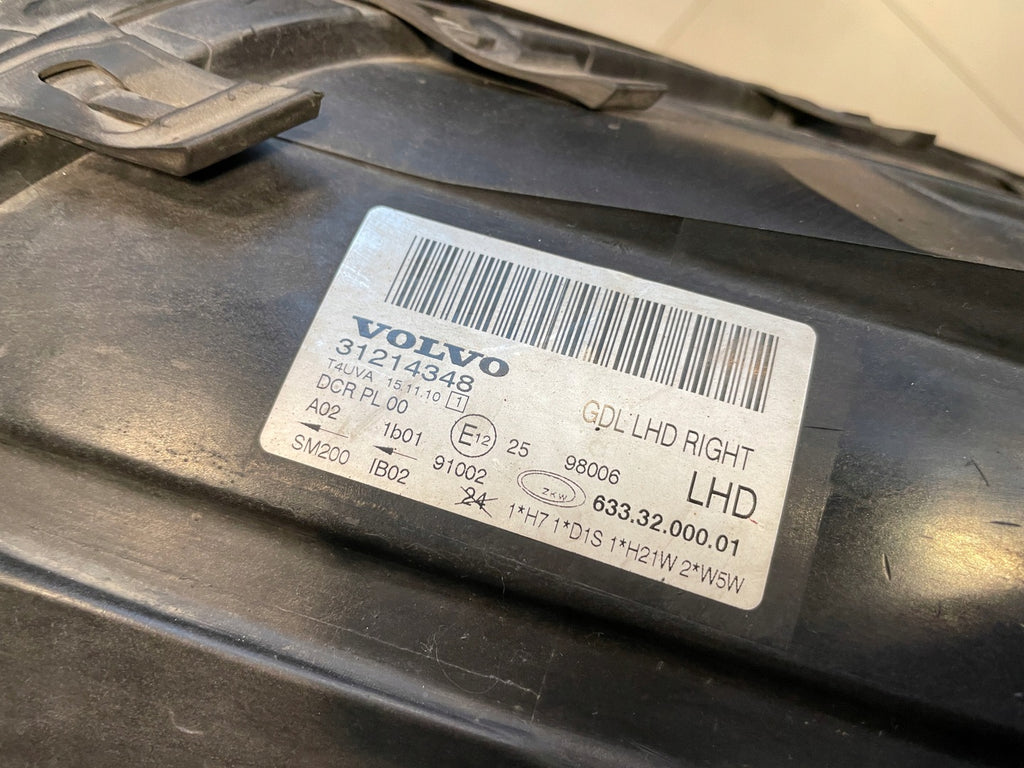 VOLVO
31214348
T4UVA 15.11.10 1
DCR PL 00
GDL LHD RIGHT
A02 1b01 E12 25 98006 LHD
SM200 IB02 91002 ZKW 633.32.000.01
24 1*H7 1*D1S 1*H21W 2*W5W